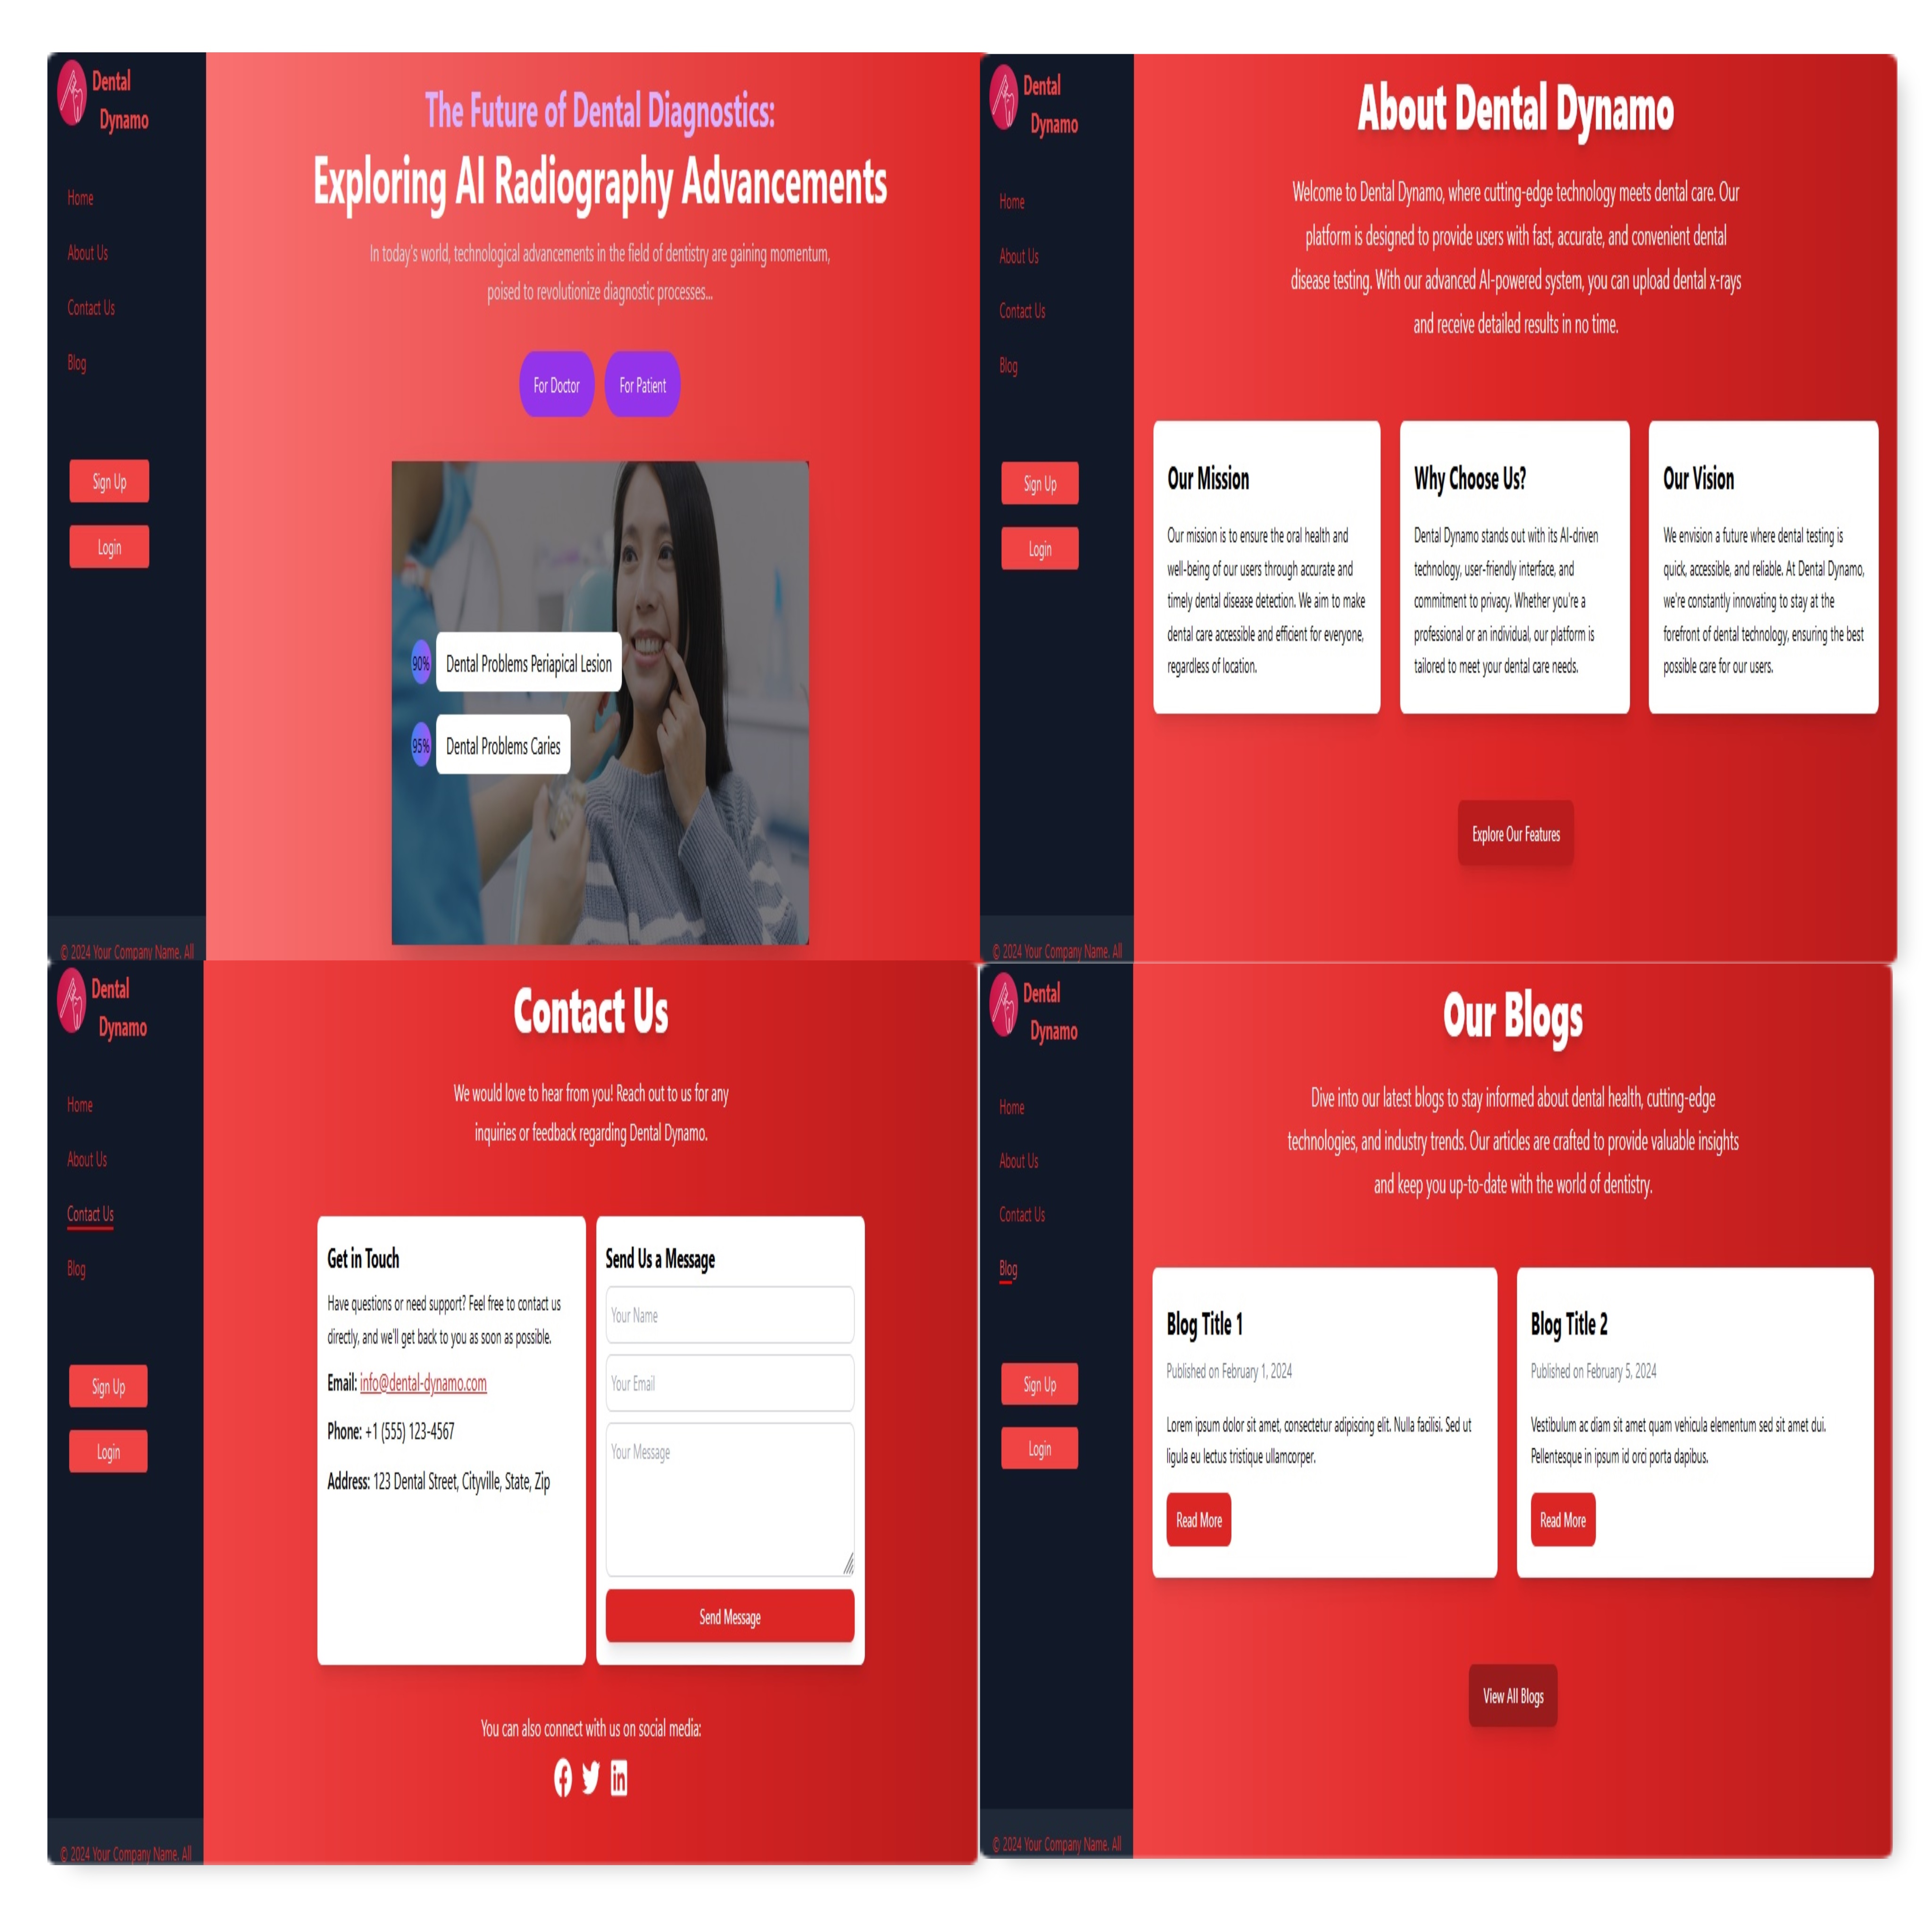 Dental
Dynamo
Home
About Us
Contact Us
Blog
Sign Up
Login
© 2024 Your Company Name. All
The Future of Dental Diagnostics:
Exploring AI Radiography Advancements
In today's world, technological advancements in the field of dentistry are gaining momentum,
poised to revolutionize diagnostic processes...
For Doctor
For Patient
90%
Dental Problems Periapical Lesion
95%
Dental Problems Caries
Dental
Dynamo
Home
About Us
Contact Us
Blog
Sign Up
Login
© 2024 Your Company Name. All
About Dental Dynamo
Welcome to Dental Dynamo, where cutting-edge technology meets dental care. Our
platform is designed to provide users with fast, accurate, and convenient dental
disease testing. With our advanced AI-powered system, you can upload dental x-rays
and receive detailed results in no time.
Our Mission
Our mission is to ensure the oral health and
well-being of our users through accurate and
timely dental disease detection. We aim to make
dental care accessible and efficient for everyone,
regardless of location.
Why Choose Us?
Dental Dynamo stands out with its AI-driven
technology, user-friendly interface, and
commitment to privacy. Whether you're a
professional or an individual, our platform is
tailored to meet your dental care needs.
Our Vision
We envision a future where dental testing is
quick, accessible, and reliable. At Dental Dynamo,
we're constantly innovating to stay at the
forefront of dental technology, ensuring the best
possible care for our users.
Explore Our Features
Dental
Dynamo
Home
About Us
Contact Us
Blog
Sign Up
Login
© 2024 Your Company Name. All
Contact Us
We would love to hear from you! Reach out to us for any
inquiries or feedback regarding Dental Dynamo.
Get in Touch
Have questions or need support? Feel free to contact us
directly, and we'll get back to you as soon as possible.
Email: info@dental-dynamo.com
Phone: +1 (555) 123-4567
Address: 123 Dental Street, Cityville, State, Zip
Send Us a Message
Your Name
Your Email
Your Message
Send Message
You can also connect with us on social media:
Dental
Dynamo
Home
About Us
Contact Us
Blog
Sign Up
Login
© 2024 Your Company Name. All
Our Blogs
Dive into our latest blogs to stay informed about dental health, cutting-edge
technologies, and industry trends. Our articles are crafted to provide valuable insights
and keep you up-to-date with the world of dentistry.
Blog Title 1
Published on February 1, 2024
Lorem ipsum dolor sit amet, consectetur adipiscing elit. Nulla facilisi. Sed ut
ligula eu lectus tristique ullamcorper.
Read More
Blog Title 2
Published on February 5, 2024
Vestibulum ac diam sit amet quam vehicula elementum sed sit amet dui.
Pellentesque in ipsum id orci porta dapibus.
Read More
View All Blogs